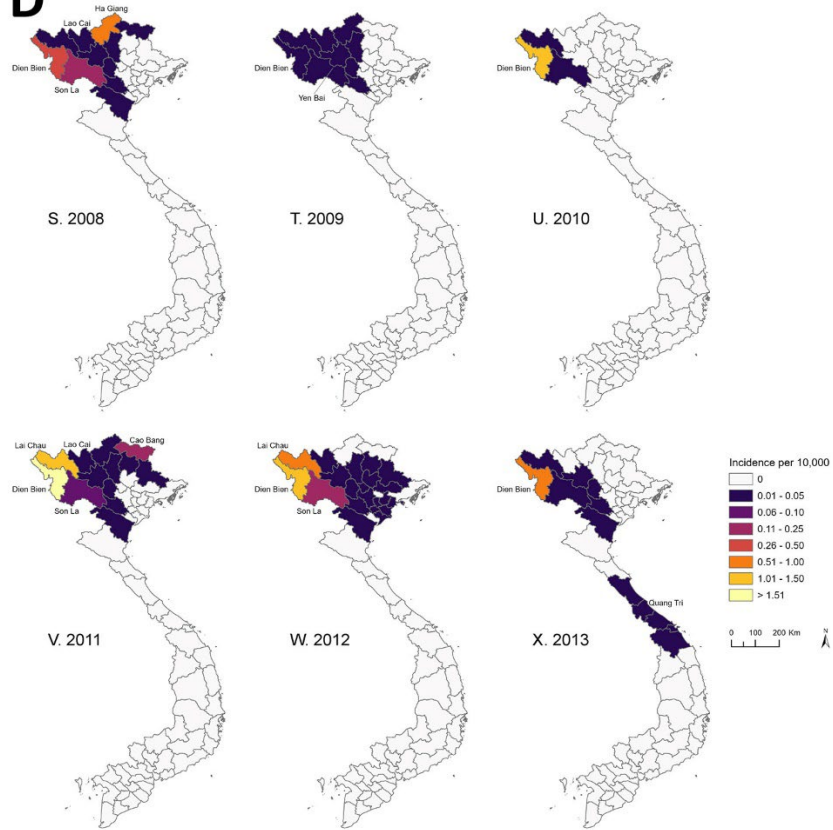 D
Ha Giang
Lao Cai
Dien Bien
Son La
S. 2008
Dien Bien
Yen Bai
T. 2009
Dien Bien
U. 2010
Lai Chau
Lao Cai
Cao Bang
Dien Bien
Son La
V. 2011
Lai Chau
Dien Bien
Son La
W. 2012
Dien Bien
Quang Tri
X. 2013
Incidence per 10,000
0
0.01 - 0.05
0.06 - 0.10
0.11 - 0.25
0.26 - 0.50
0.51 - 1.00
1.01 - 1.50
> 1.51
0 100 200 Km
N